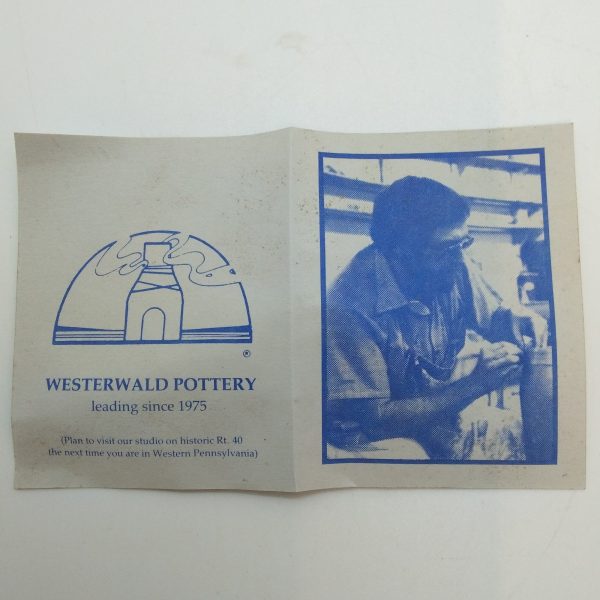 ®
WESTERWALD POTTERY
leading since 1975
(Plan to visit our studio on historic Rt. 40
the next time you are in Western Pennsylvania)